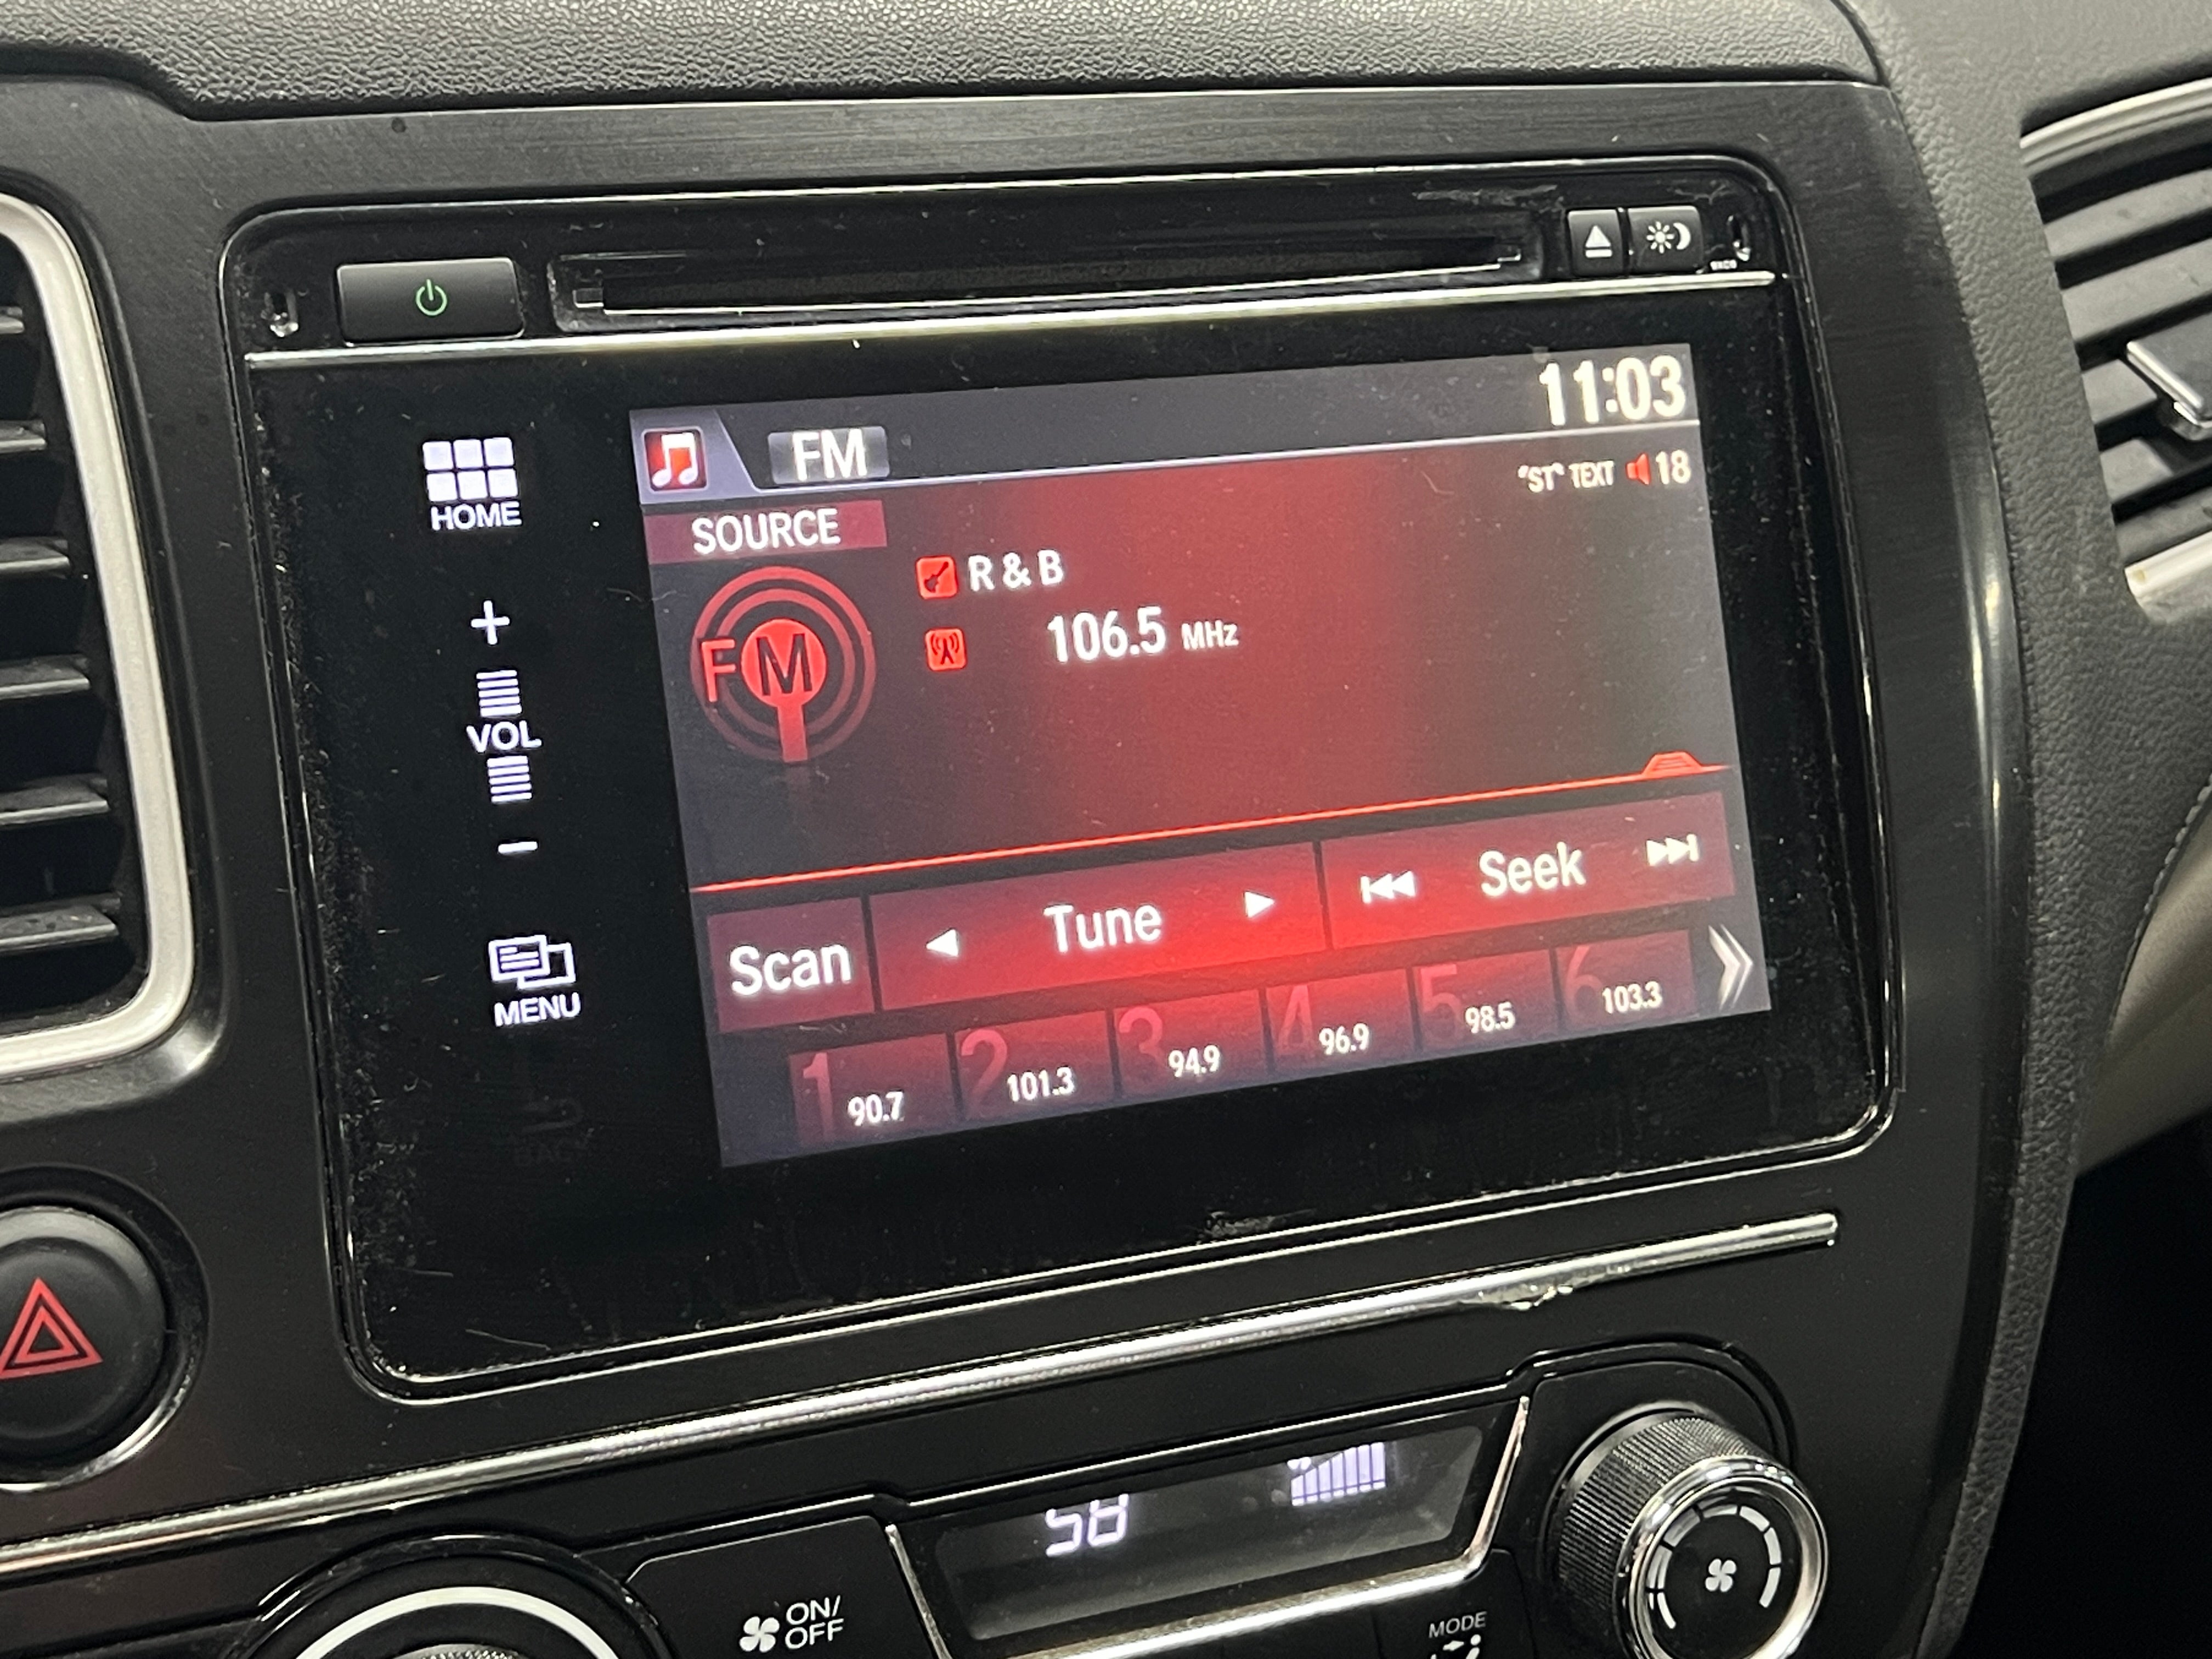 11:03
FM
"ST" TEXT 18
HOME
SOURCE
R & B
106.5 MHz
FM
+
VOL
−
Scan
Tune
Seek
MENU
1 90.7
2 101.3
3 94.9
4 96.9
5 98.5
6 103.3
BACK
58
ON/
OFF
MODE